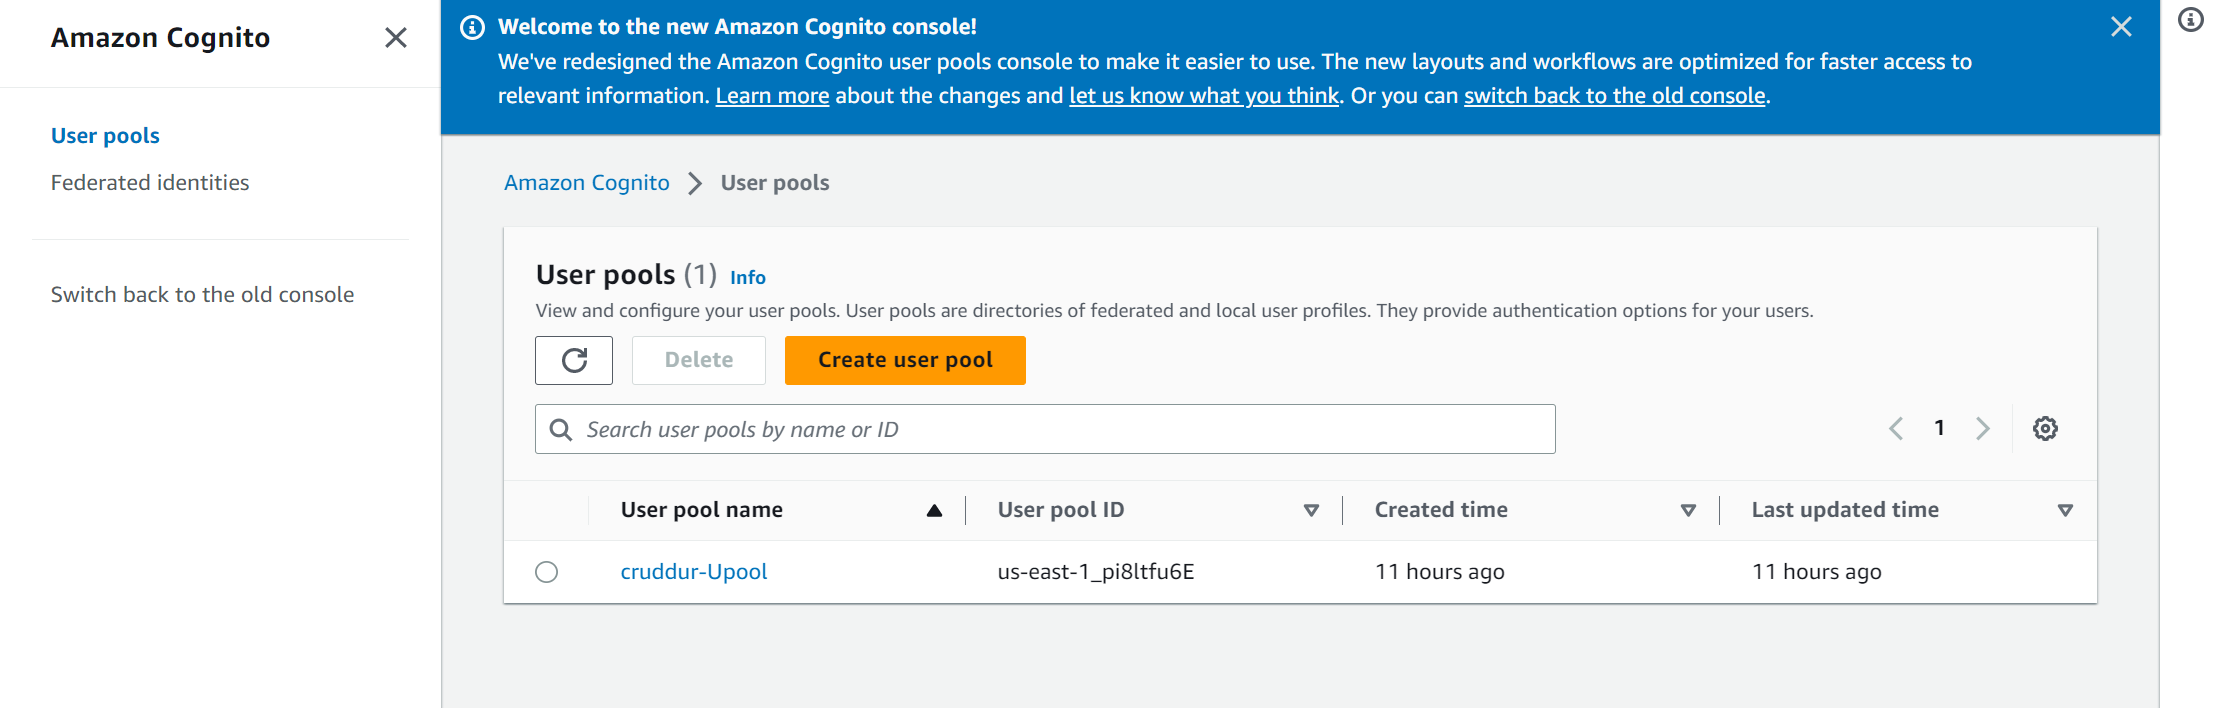 Amazon Cognito
User pools
Federated identities
Switch back to the old console
Welcome to the new Amazon Cognito console!
We've redesigned the Amazon Cognito user pools console to make it easier to use. The new layouts and workflows are optimized for faster access to
relevant information. Learn more about the changes and let us know what you think. Or you can switch back to the old console.
Amazon Cognito User pools
User pools (1) Info
View and configure your user pools. User pools are directories of federated and local user profiles. They provide authentication options for your users.
Delete Create user pool
Search user pools by name or ID
1
User pool name User pool ID Created time Last updated time
cruddur-Upool us-east-1_pi8ltfu6E 11 hours ago 11 hours ago